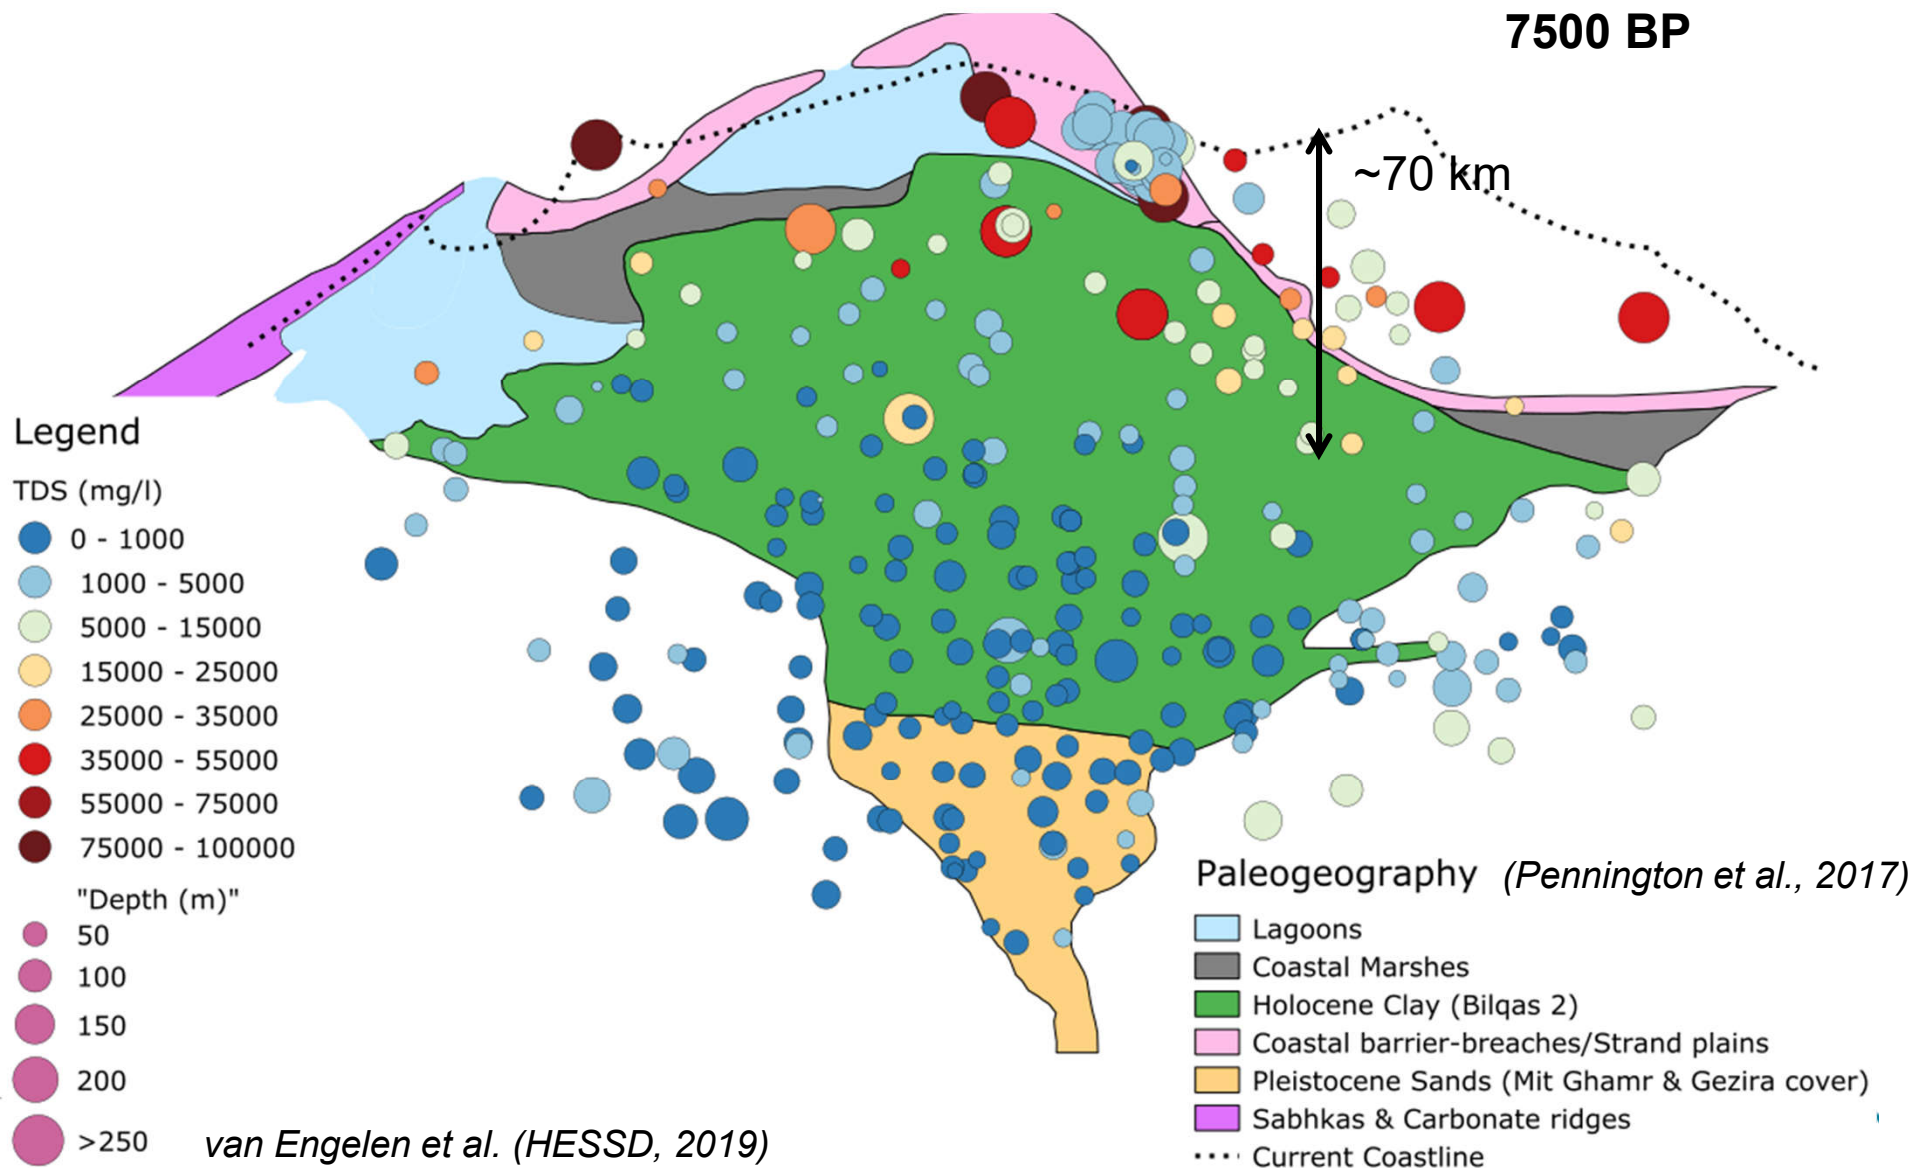 7500 BP
~70 km
Legend
TDS (mg/l)
0 - 1000
1000 - 5000
5000 - 15000
15000 - 25000
25000 - 35000
35000 - 55000
55000 - 75000
75000 - 100000
"Depth (m)"
50
100
150
200
>250
van Engelen et al. (HESSD, 2019)
Paleogeography (Pennington et al., 2017)
Lagoons
Coastal Marshes
Holocene Clay (Bilqas 2)
Coastal barrier-breaches/Strand plains
Pleistocene Sands (Mit Ghamr & Gezira cover)
Sabhkas & Carbonate ridges
Current Coastline